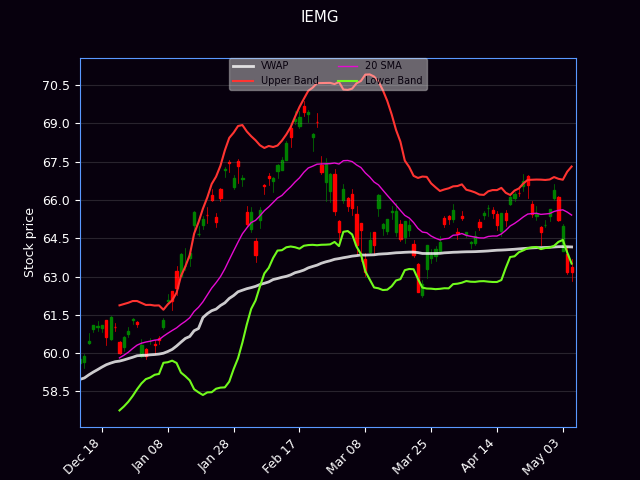 IEMG
VWAP
Upper Band
20 SMA
Lower Band
Stock price
70.5
69.0
67.5
66.0
64.5
63.0
61.5
60.0
58.5
Dec 18
Jan 08
Jan 28
Feb 17
Mar 08
Mar 25
Apr 14
May 03